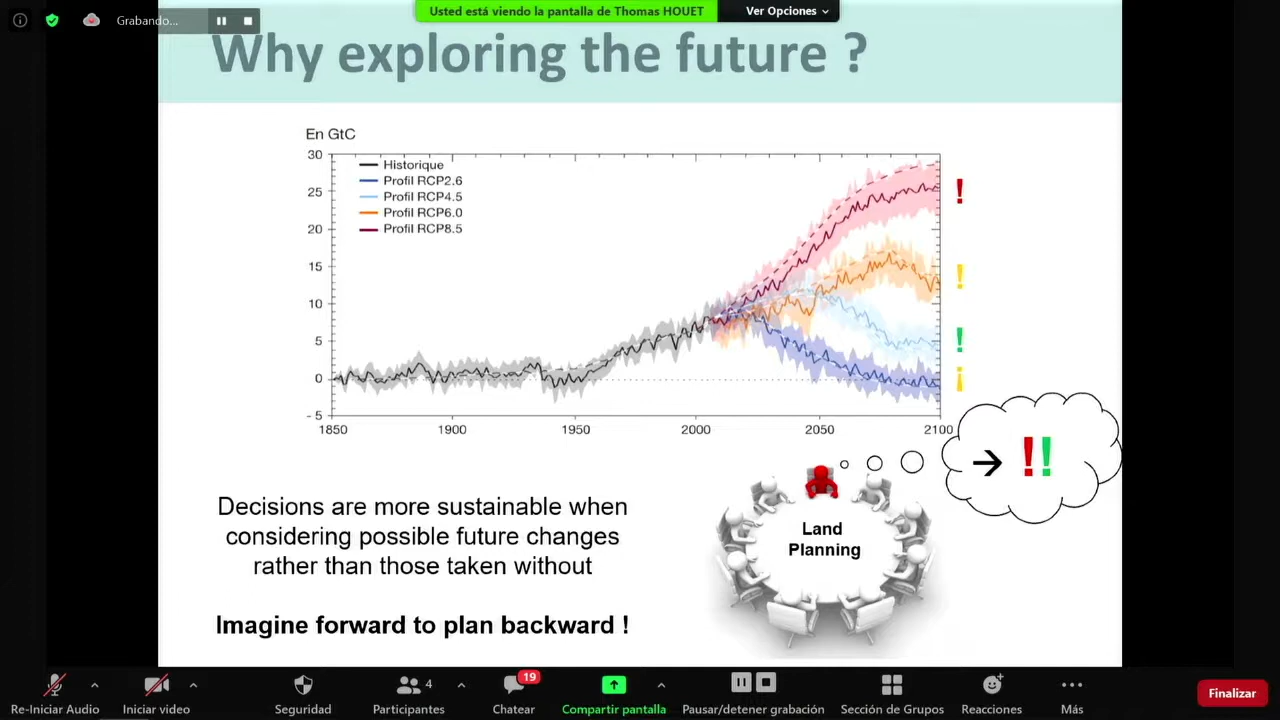 Grabando...
Usted está viendo la pantalla de Thomas HOUET
Ver Opciones
Why exploring the future ?
En GtC
30
25
20
15
10
5
0
- 5
Historique
Profil RCP2.6
Profil RCP4.5
Profil RCP6.0
Profil RCP8.5
1850
1900
1950
2000
2050
2100
!
!
!
¡
→ !!
Decisions are more sustainable when
considering possible future changes
rather than those taken without
Imagine forward to plan backward !
Land
Planning
19
4
Re-Iniciar Audio
Iniciar video
Seguridad
Participantes
Chatear
Compartir pantalla
Pausar/detener grabación
Sección de Grupos
Reacciones
Más
Finalizar